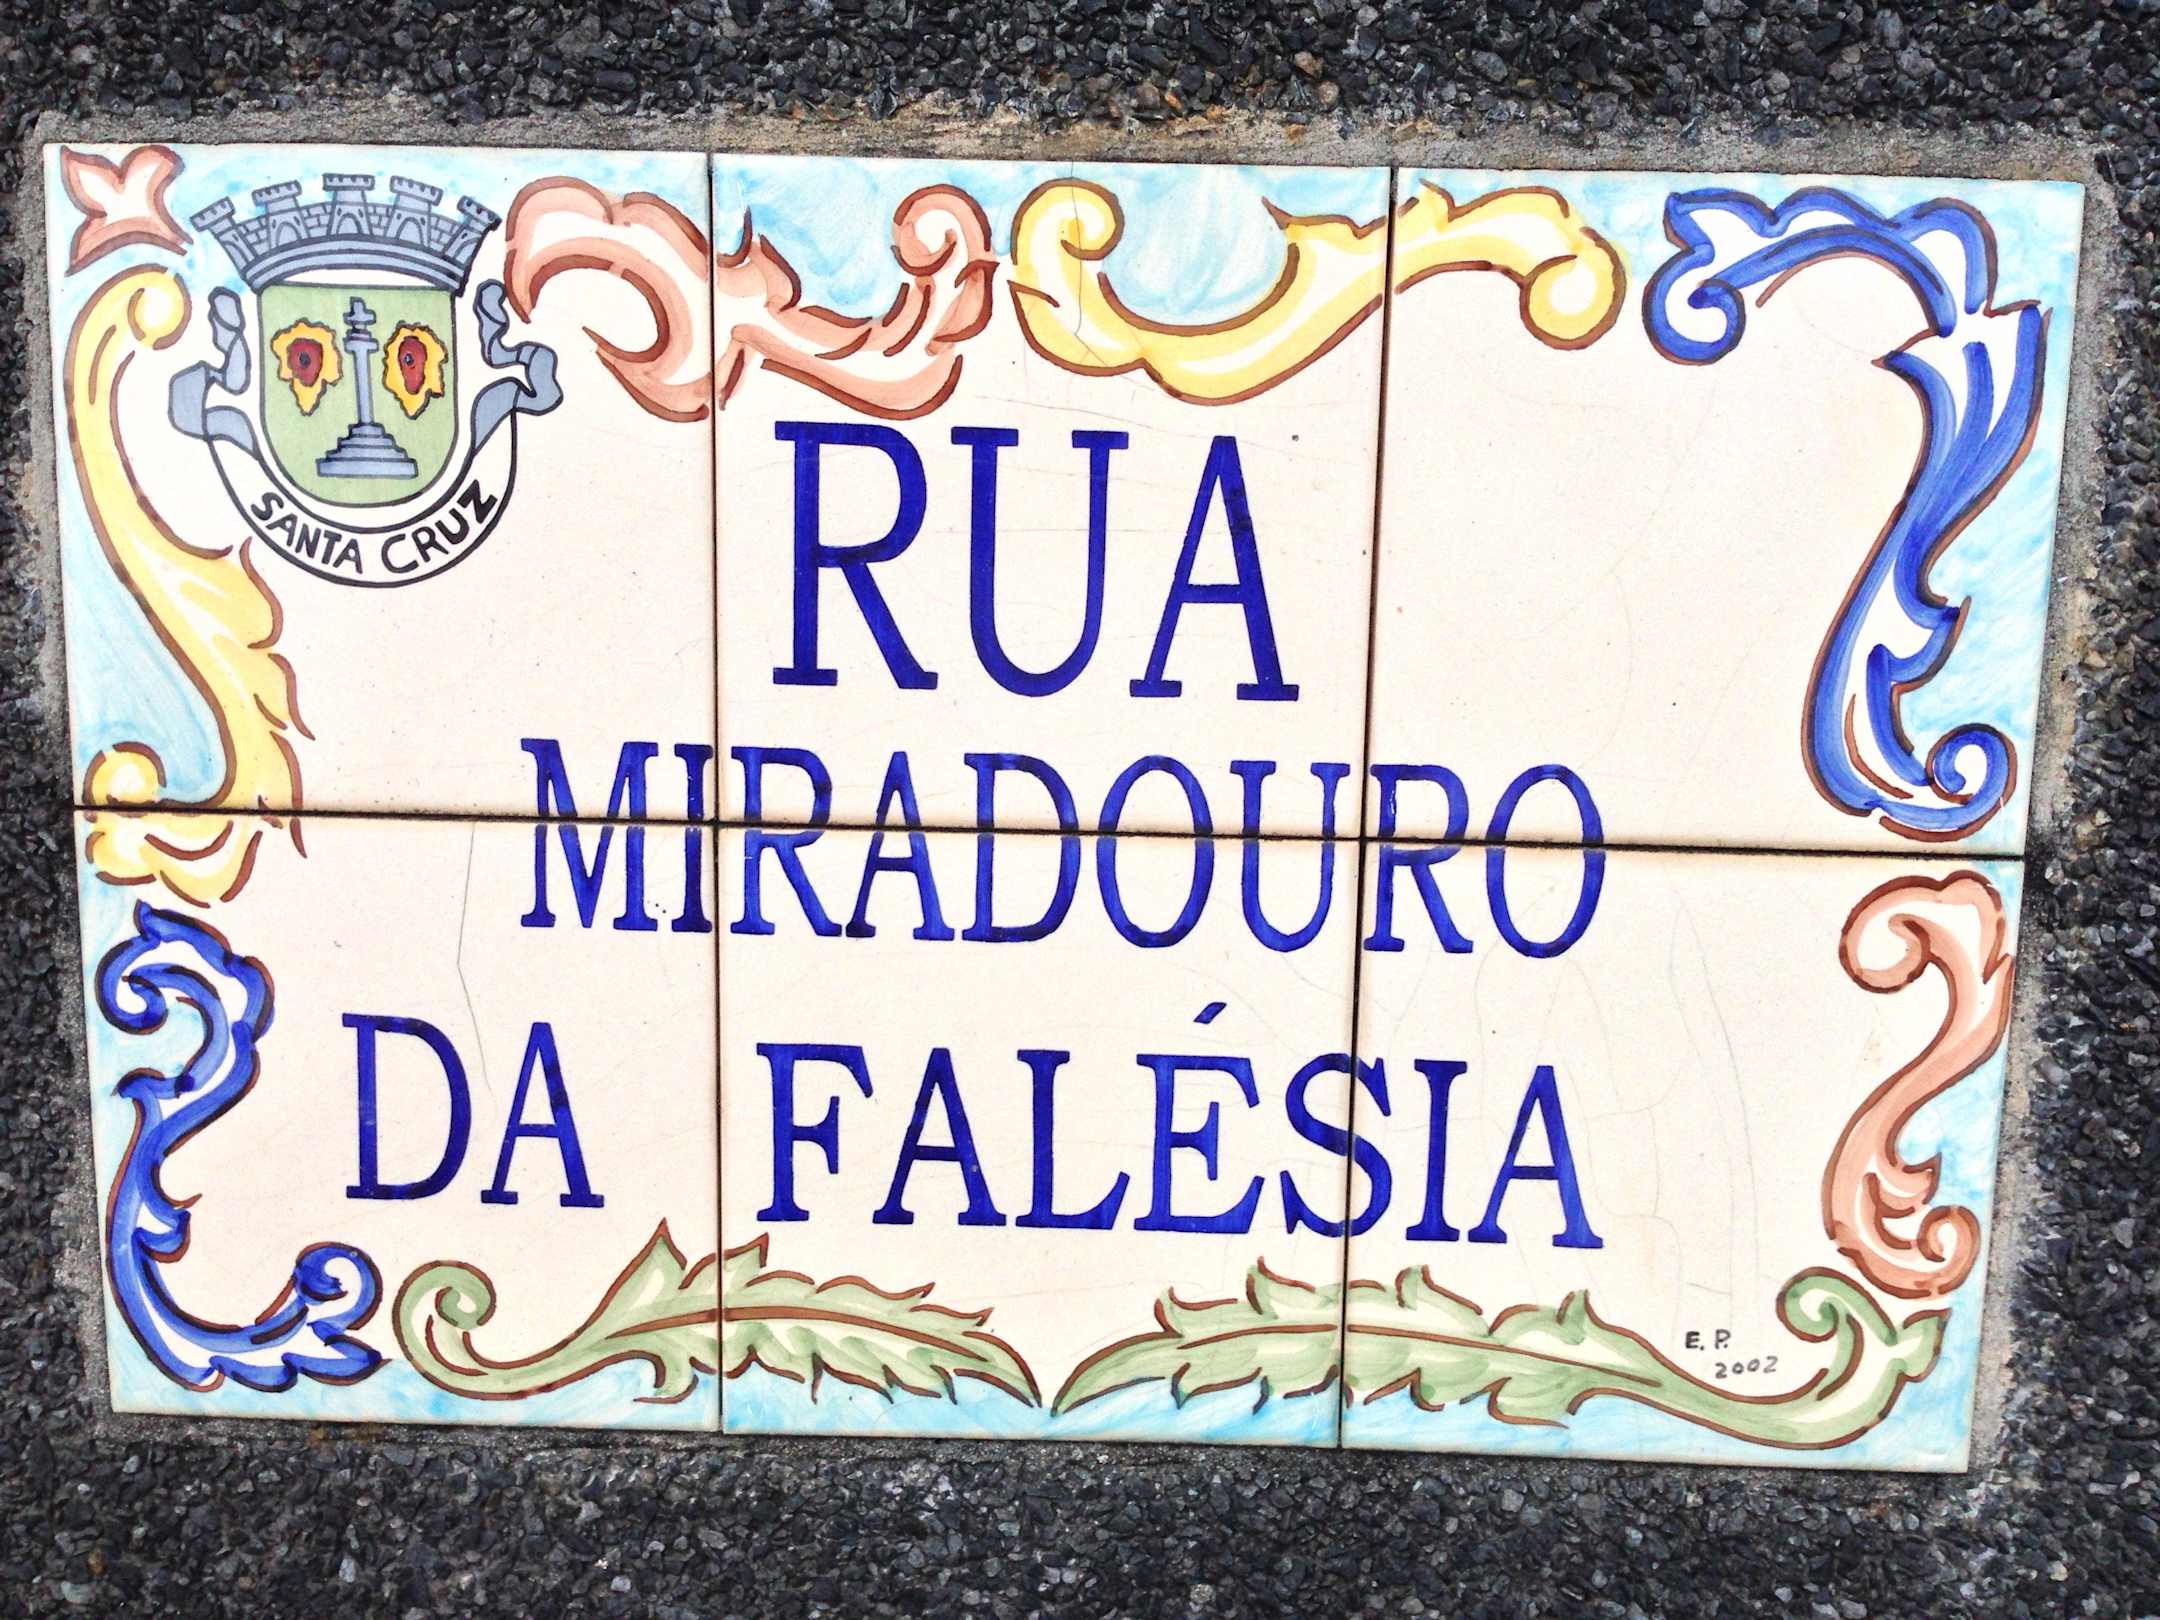 SANTA CRUZ
RUA
MIRADOURO
DA FALÉSIA
E. P.
2002